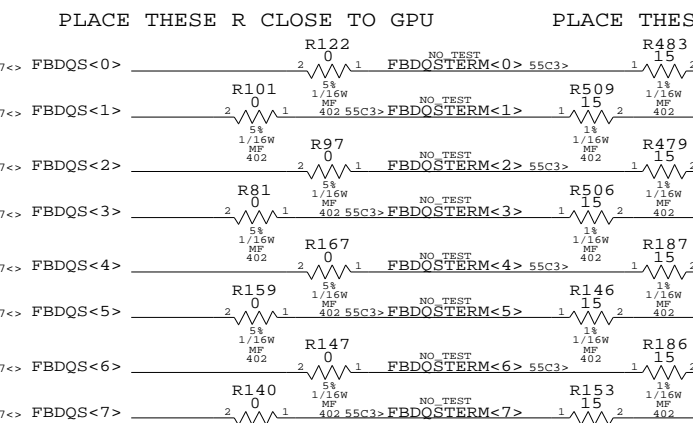 PLACE THESE R CLOSE TO GPU PLACE THES
R122 R483
0 NO_TEST 15
7<> FBDQS<0> 2 1 FBDQSTERM<0> 55C3> 1 2
R101 5% R509 1%
0 1/16W NO_TEST 15 1/16W
MF MF
7<> FBDQS<1> 2 1 402 55C3> FBDQSTERM<1> 1 2 402
5% 1%
1/16W R97 1/16W R479
MF 0 NO_TEST MF 15
402 402
7<> FBDQS<2> 2 1 FBDQSTERM<2> 55C3> 1 2
R81 5% R506 1%
0 1/16W NO_TEST 15 1/16W
MF MF
7<> FBDQS<3> 2 1 402 55C3> FBDQSTERM<3> 1 2 402
5% 1%
1/16W R167 1/16W R187
MF 0 NO_TEST MF 15
402 402
7<> FBDQS<4> 2 1 FBDQSTERM<4> 55C3> 1 2
R159 5% R146 1%
0 1/16W NO_TEST 15 1/16W
MF MF
7<> FBDQS<5> 2 1 402 55C3> FBDQSTERM<5> 1 2 402
5% 1%
1/16W R147 1/16W R186
MF 0 NO_TEST MF 15
402 402
7<> FBDQS<6> 2 1 FBDQSTERM<6> 55C3> 1 2
R140 5% R153 1%
0 1/16W NO_TEST 15 1/16W
MF MF
7<> FBDQS<7> 2 1 402 55C3> FBDQSTERM<7> 1 2 402